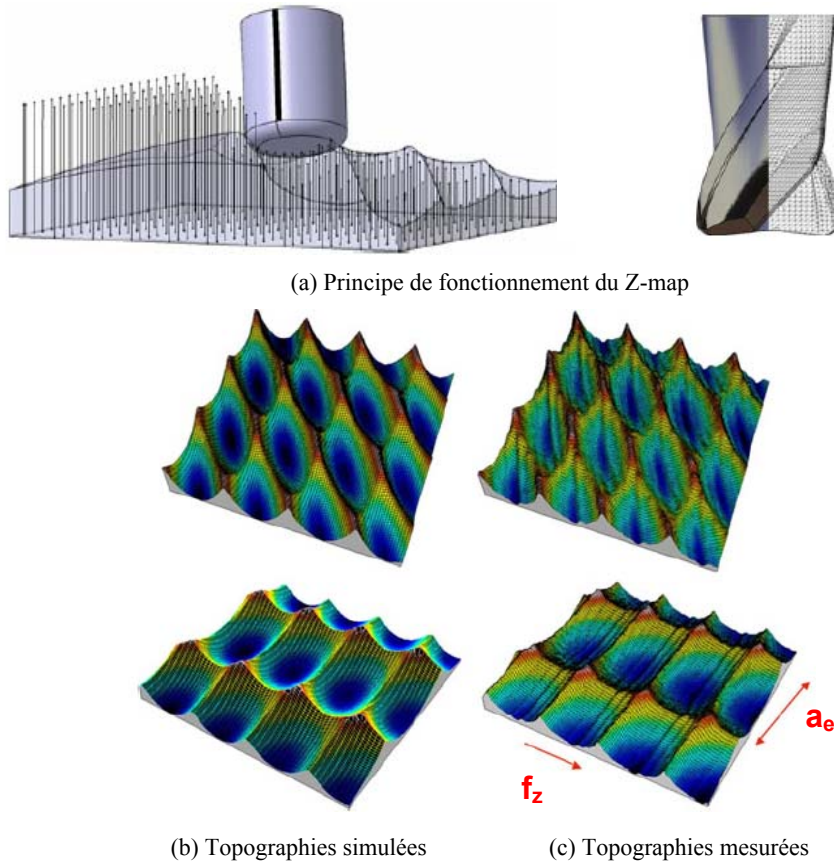 (a) Principe de fonctionnement du Z-map
a_e
f_z
(b) Topographies simulées
(c) Topographies mesurées